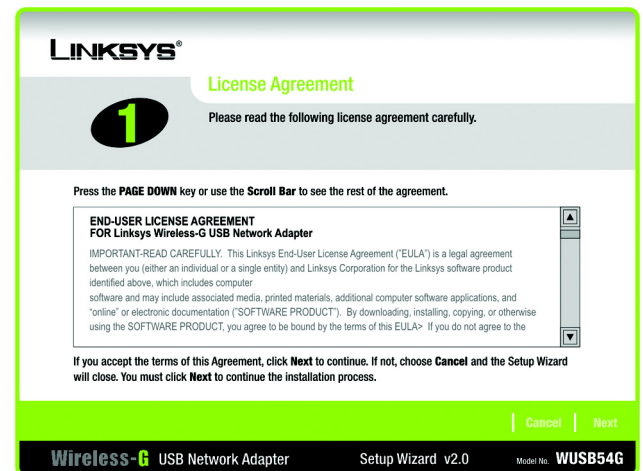 LINKSYS®
License Agreement
1
Please read the following license agreement carefully.
Press the PAGE DOWN key or use the Scroll Bar to see the rest of the agreement.
END-USER LICENSE AGREEMENT
FOR Linksys Wireless-G USB Network Adapter
IMPORTANT-READ CAREFULLY. This Linksys End-User License Agreement ("EULA") is a legal agreement
between you (either an individual or a single entity) and Linksys Corporation for the Linksys software product
identified above, which includes computer
software and may include associated media, printed materials, additional computer software applications, and
"online" or electronic documentation ("SOFTWARE PRODUCT"). By downloading, installing, copying, or otherwise
using the SOFTWARE PRODUCT, you agree to be bound by the terms of this EULA> If you do not agree to the
If you accept the terms of this Agreement, click Next to continue. If not, choose Cancel and the Setup Wizard
will close. You must click Next to continue the installation process.
Cancel Next
Wireless-G USB Network Adapter Setup Wizard v2.0 Model No. WUSB54G